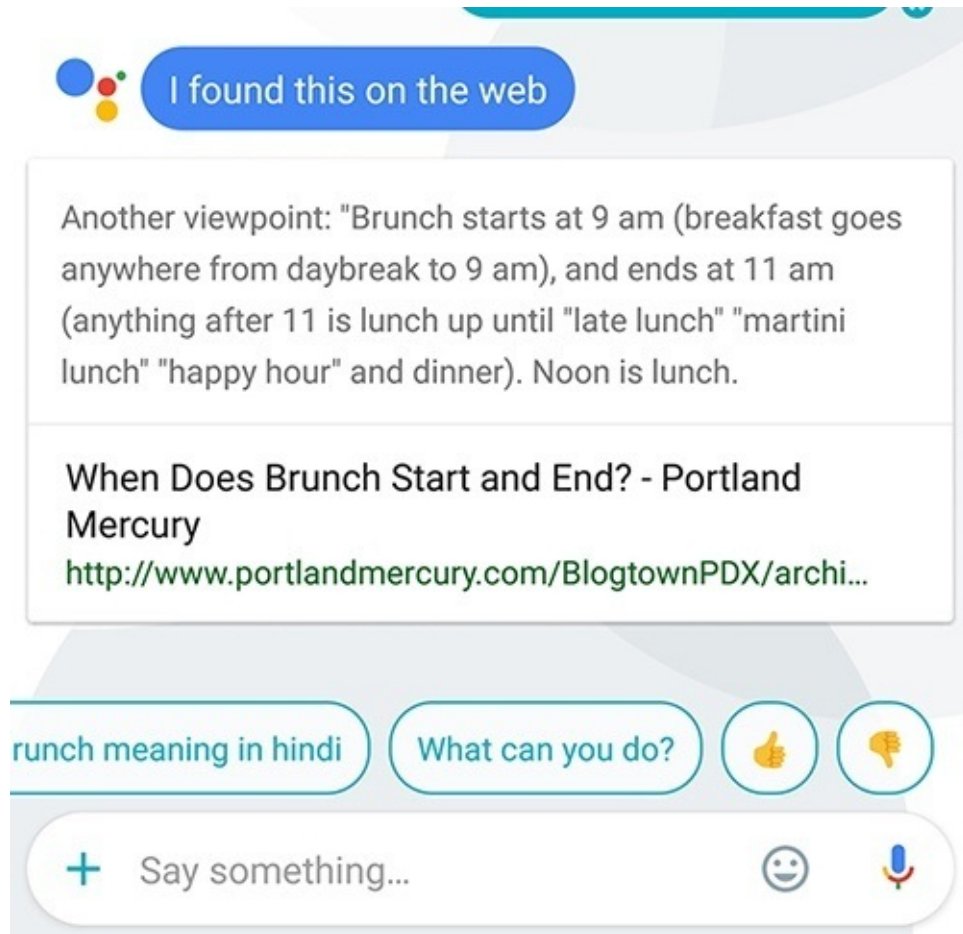 I found this on the web
Another viewpoint: "Brunch starts at 9 am (breakfast goes
anywhere from daybreak to 9 am), and ends at 11 am
(anything after 11 is lunch up until "late lunch" "martini
lunch" "happy hour" and dinner). Noon is lunch.
When Does Brunch Start and End? - Portland
Mercury
http://www.portlandmercury.com/BlogtownPDX/archi...
runch meaning in hindi
What can you do?
Say something...